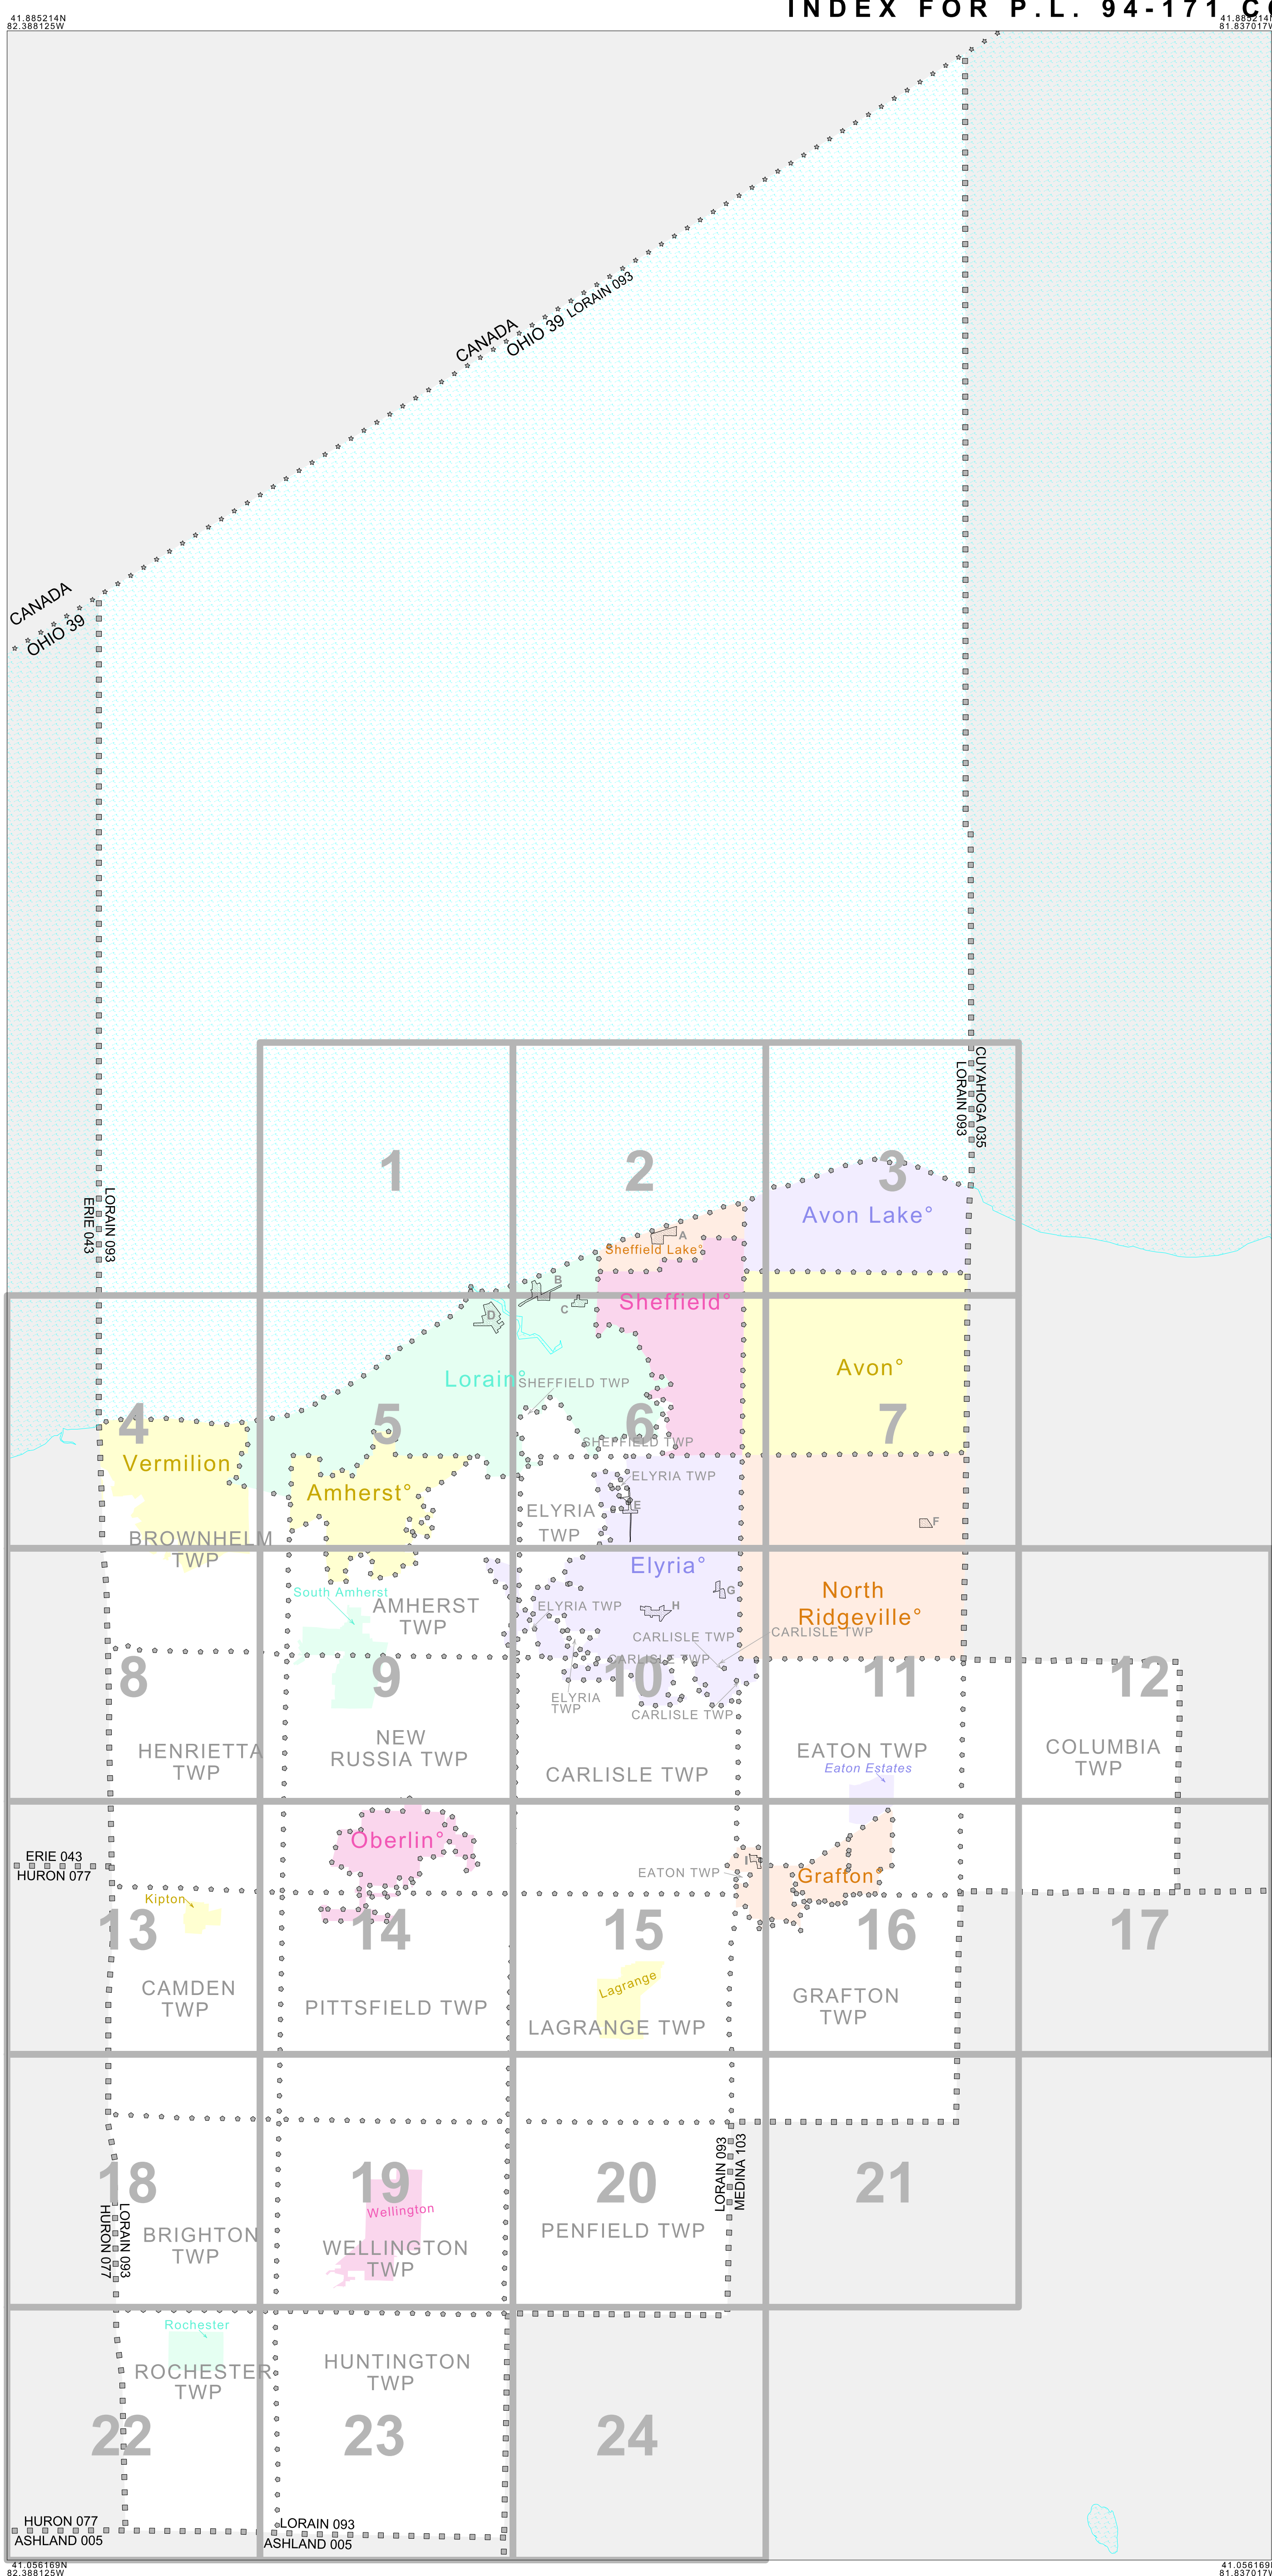 INDEX FOR P.L. 94-171
41.885214N
82.388125W
81.837017W
CANADA
OHIO 39 LORAIN 093
CANADA
OHIO 39
CUYAHOGA 035
LORAIN 093
LORAIN 093
ERIE 043
1
2
3
Avon Lake°
A
Sheffield Lake°
B
C
D
Sheffield°
Avon°
Lorain°
SHEFFIELD TWP
4
5
6
7
SHEFFIELD TWP
Vermilion
Amherst°
ELYRIA TWP
E
ELYRIA
TWP
F
BROWNHELM
TWP
Elyria°
North
Ridgeville°
South Amherst
G
H
AMHERST
TWP
ELYRIA TWP
CARLISLE TWP
CARLISLE TWP
CARLISLE TWP
8
9
10
11
12
ELYRIA
TWP
CARLISLE TWP
NEW
RUSSIA TWP
HENRIETTA
TWP
EATON TWP
Eaton Estates
COLUMBIA
TWP
CARLISLE TWP
Oberlin°
ERIE 043
HURON 077
I
EATON TWP
Grafton°
Kipton
13
14
15
16
17
CAMDEN
TWP
PITTSFIELD TWP
Lagrange
LAGRANGE TWP
GRAFTON
TWP
LORAIN 093
MEDINA 103
18
19
20
21
LORAIN 093
HURON 077
Wellington
BRIGHTON
TWP
WELLINGTON
TWP
PENFIELD TWP
Rochester
ROCHESTER
TWP
HUNTINGTON
TWP
22
23
24
HURON 077
ASHLAND 005
LORAIN 093
ASHLAND 005
41.056169N
82.388125W
81.837017W